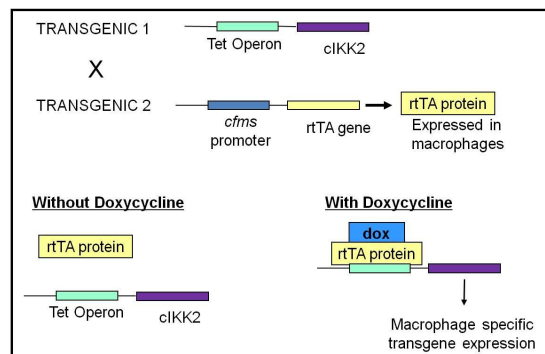 TRANSGENIC 1
Tet Operon
cIKK2
X
TRANSGENIC 2
cfms
promoter
rtTA gene
rtTA protein
Expressed in
macrophages
Without Doxycycline
rtTA protein
Tet Operon
cIKK2
With Doxycycline
dox
rtTA protein
Macrophage specific
transgene expression